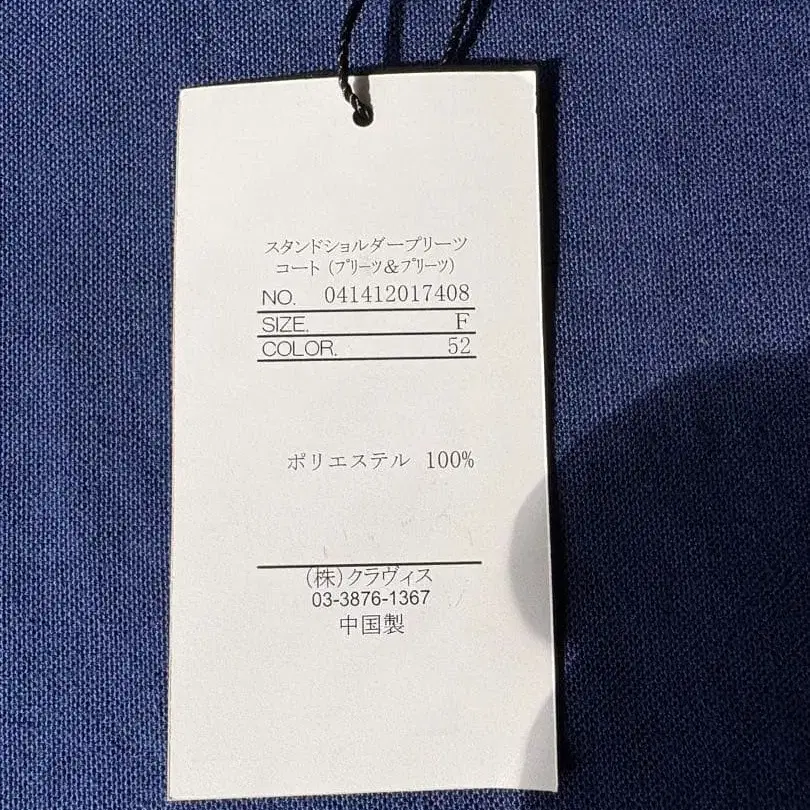 スタンドショルダープリーツ
コート (ﾌﾟﾘｰﾂ&ﾌﾟﾘｰﾂ)
NO. 041412017408
SIZE. F
COLOR. 52
ポリエステル 100%
(株)クラヴィス
03-3876-1367
中国製